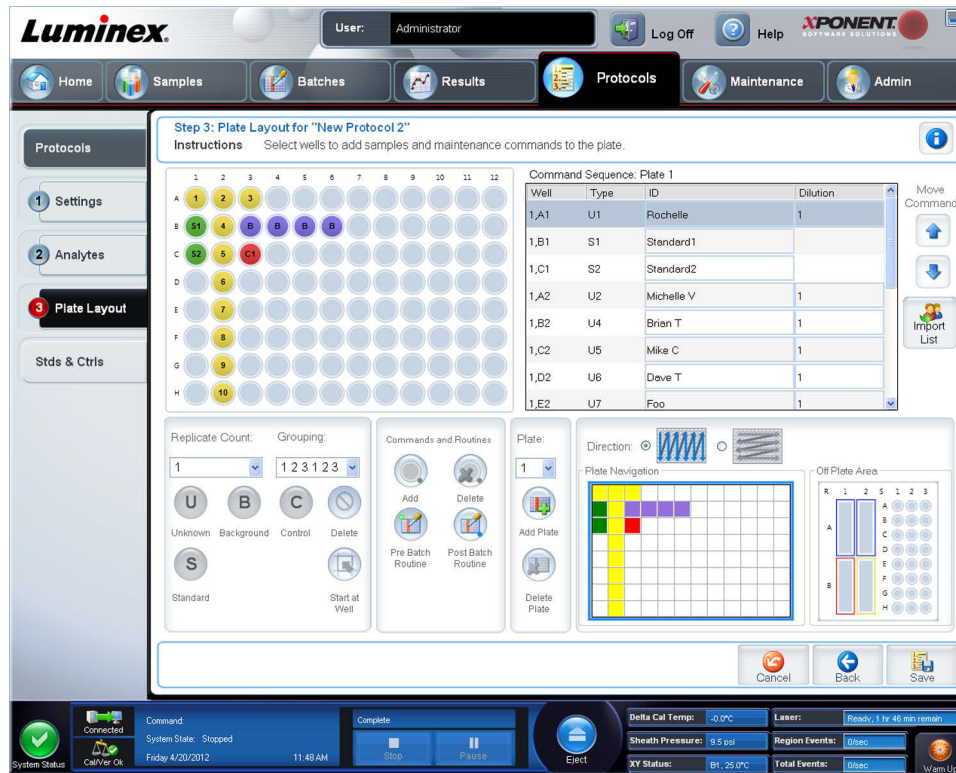 Luminex.
User: Administrator
Log Off
Help
XPONENT.
SOFTWARE SOLUTIONS
Home
Samples
Batches
Results
Protocols
Maintenance
Admin
Protocols
1 Settings
2 Analytes
3 Plate Layout
Stds & Ctrls
Step 3: Plate Layout for "New Protocol 2"
Instructions Select wells to add samples and maintenance commands to the plate.
1 2 3 4 5 6 7 8 9 10 11 12
A 1 2 3
B S1 4 B B B B
C S2 5 C1
D 6
E 7
F 8
G 9
H 10
Command Sequence: Plate 1
Well Type ID Dilution
1,A1 U1 Rochelle 1
1,B1 S1 Standard1
1,C1 S2 Standard2
1,A2 U2 Michelle V 1
1,B2 U4 Brian T 1
1,C2 U5 Mike C 1
1,D2 U6 Dave T 1
1,E2 U7 Foo 1
Move
Command
Import
List
Replicate Count: Grouping:
1 1 2 3 1 2 3
U B C
Unknown Background Control Delete
S
Standard
Start at
Well
Commands and Routines
Add Delete
Pre Batch
Routine
Post Batch
Routine
Plate:
1
Add Plate
Delete
Plate
Direction:
Plate Navigation
Off Plate Area
R 1 2 S 1 2 3
A
B
A
B
C
D
E
F
G
H
Cancel
Back
Save
System Status
Connected
Cal/Ver Ok
Command:
System State: Stopped
Friday 4/20/2012 11:48 AM
Complete
Stop
Pause
Eject
Delta Cal Temp: -0.0°C
Sheath Pressure: 9.5 psi
XY Status: B1, 25.0°C
Laser: Ready, 1 hr 46 min remain
Region Events: 0/sec
Total Events: 0/sec
Warm Up